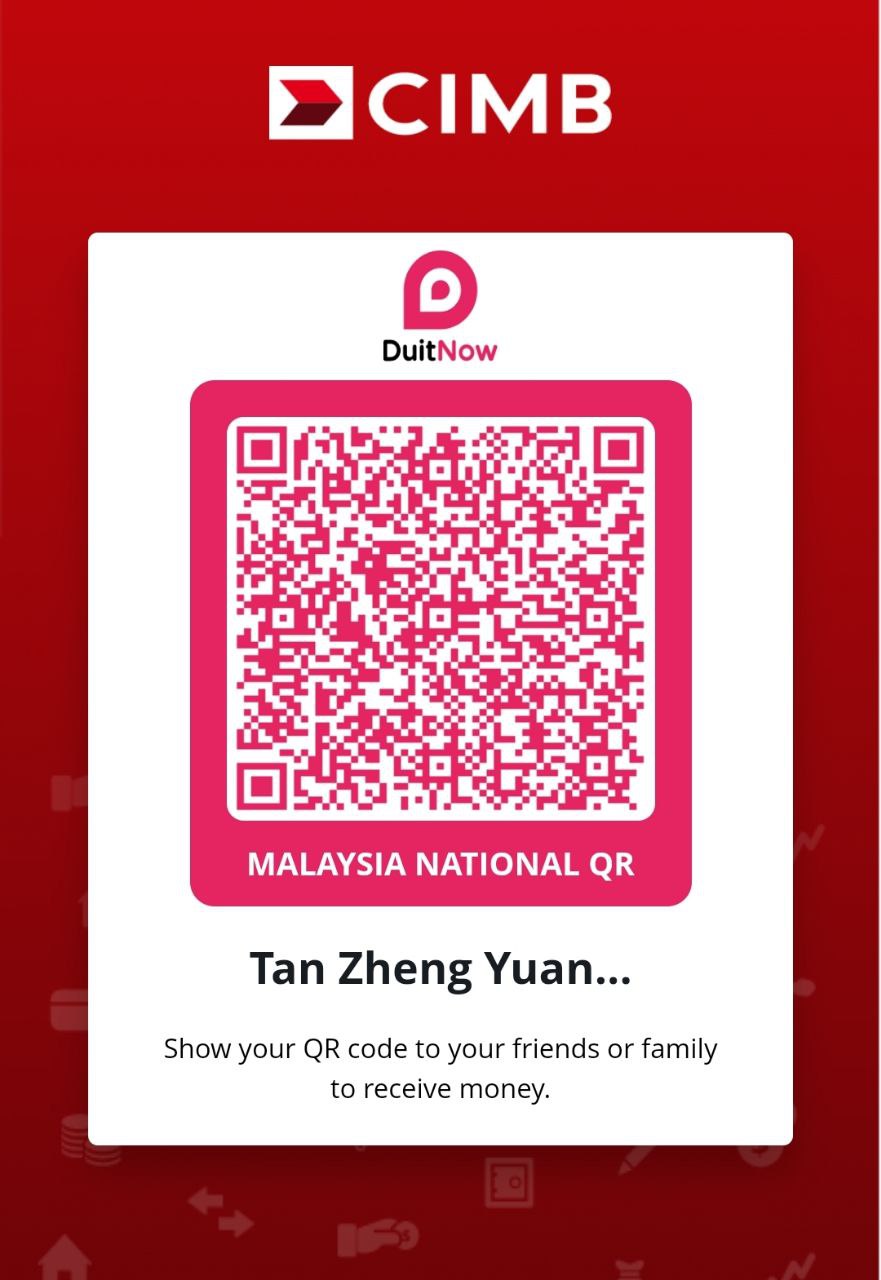 CIMB
DuitNow
MALAYSIA NATIONAL QR
Tan Zheng Yuan...
Show your QR code to your friends or family
to receive money.